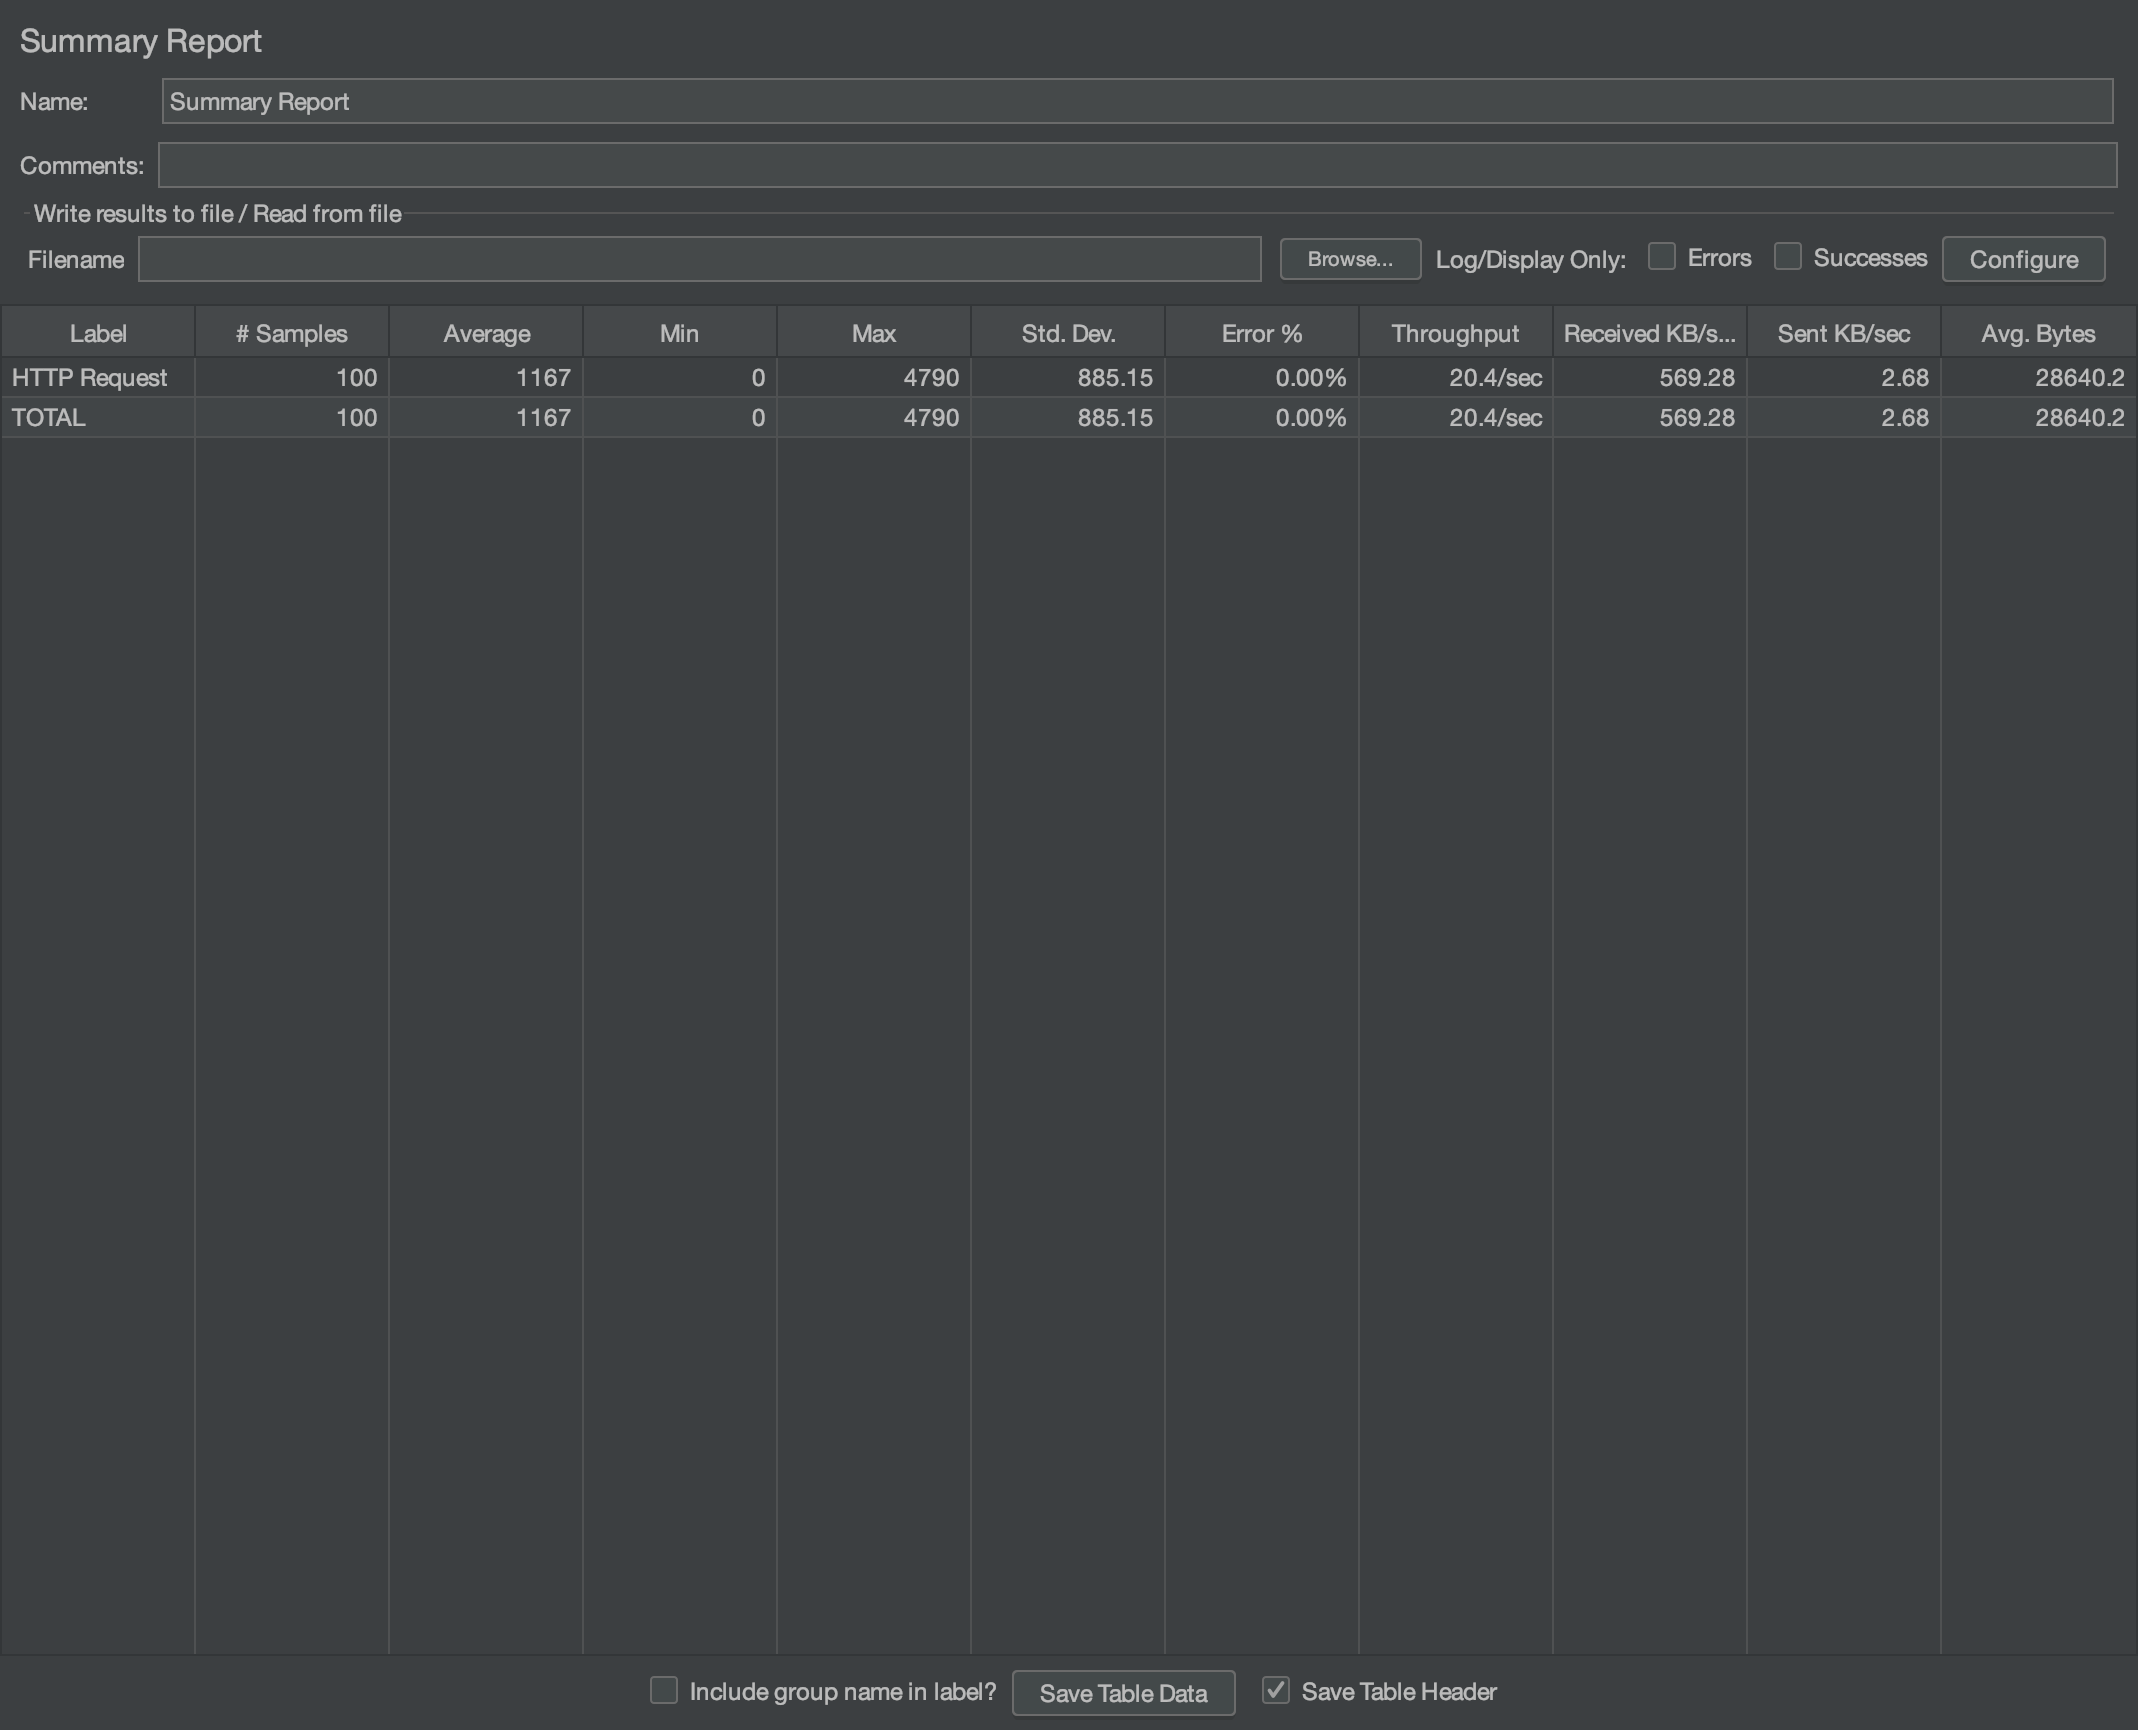 Summary Report
Name: Summary Report
Comments:
Write results to file / Read from file
Filename Browse... Log/Display Only: Errors Successes Configure
Label # Samples Average Min Max Std. Dev. Error % Throughput Received KB/s... Sent KB/sec Avg. Bytes
HTTP Request 100 1167 0 4790 885.15 0.00% 20.4/sec 569.28 2.68 28640.2
TOTAL 100 1167 0 4790 885.15 0.00% 20.4/sec 569.28 2.68 28640.2
Include group name in label? Save Table Data Save Table Header